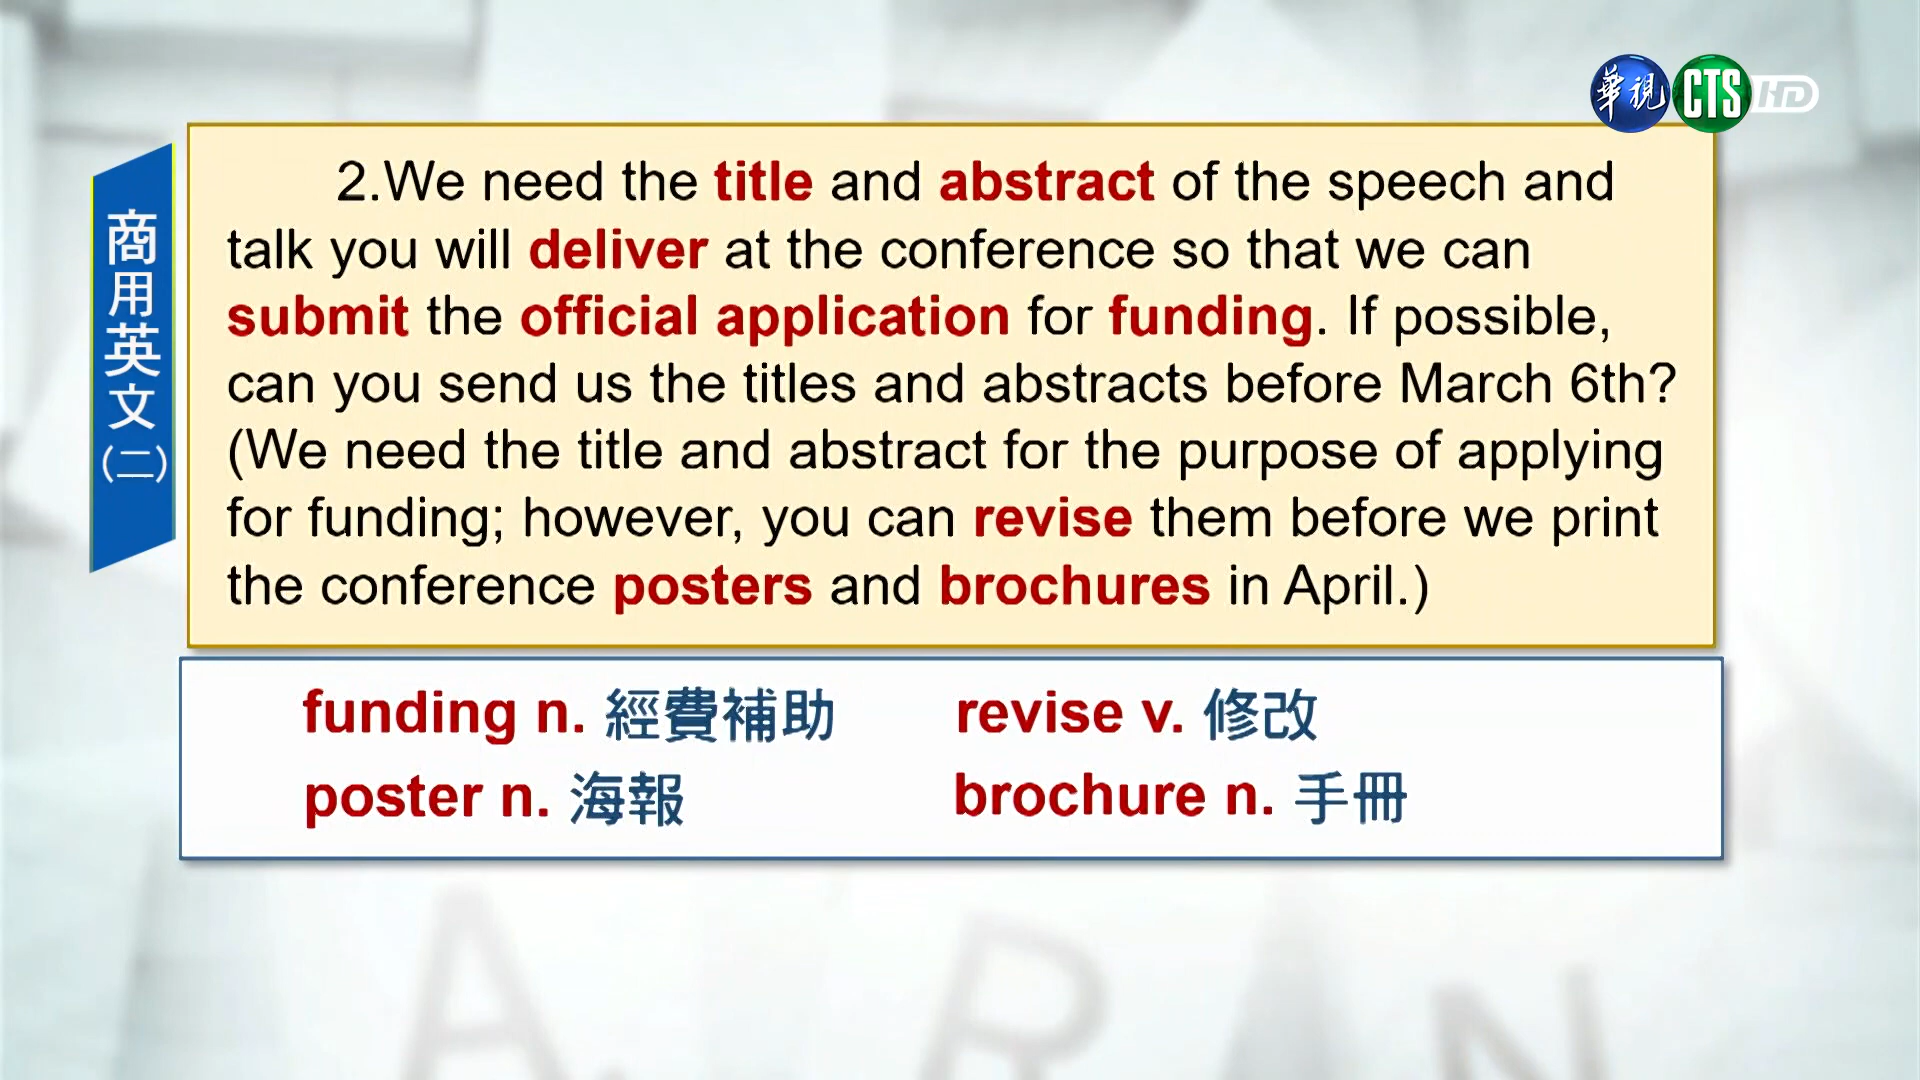 華視 CTS HD
商用英文(二)
2.We need the title and abstract of the speech and
talk you will deliver at the conference so that we can
submit the official application for funding. If possible,
can you send us the titles and abstracts before March 6th?
(We need the title and abstract for the purpose of applying
for funding; however, you can revise them before we print
the conference posters and brochures in April.)
funding n. 經費補助 revise v. 修改
poster n. 海報 brochure n. 手冊
A R N